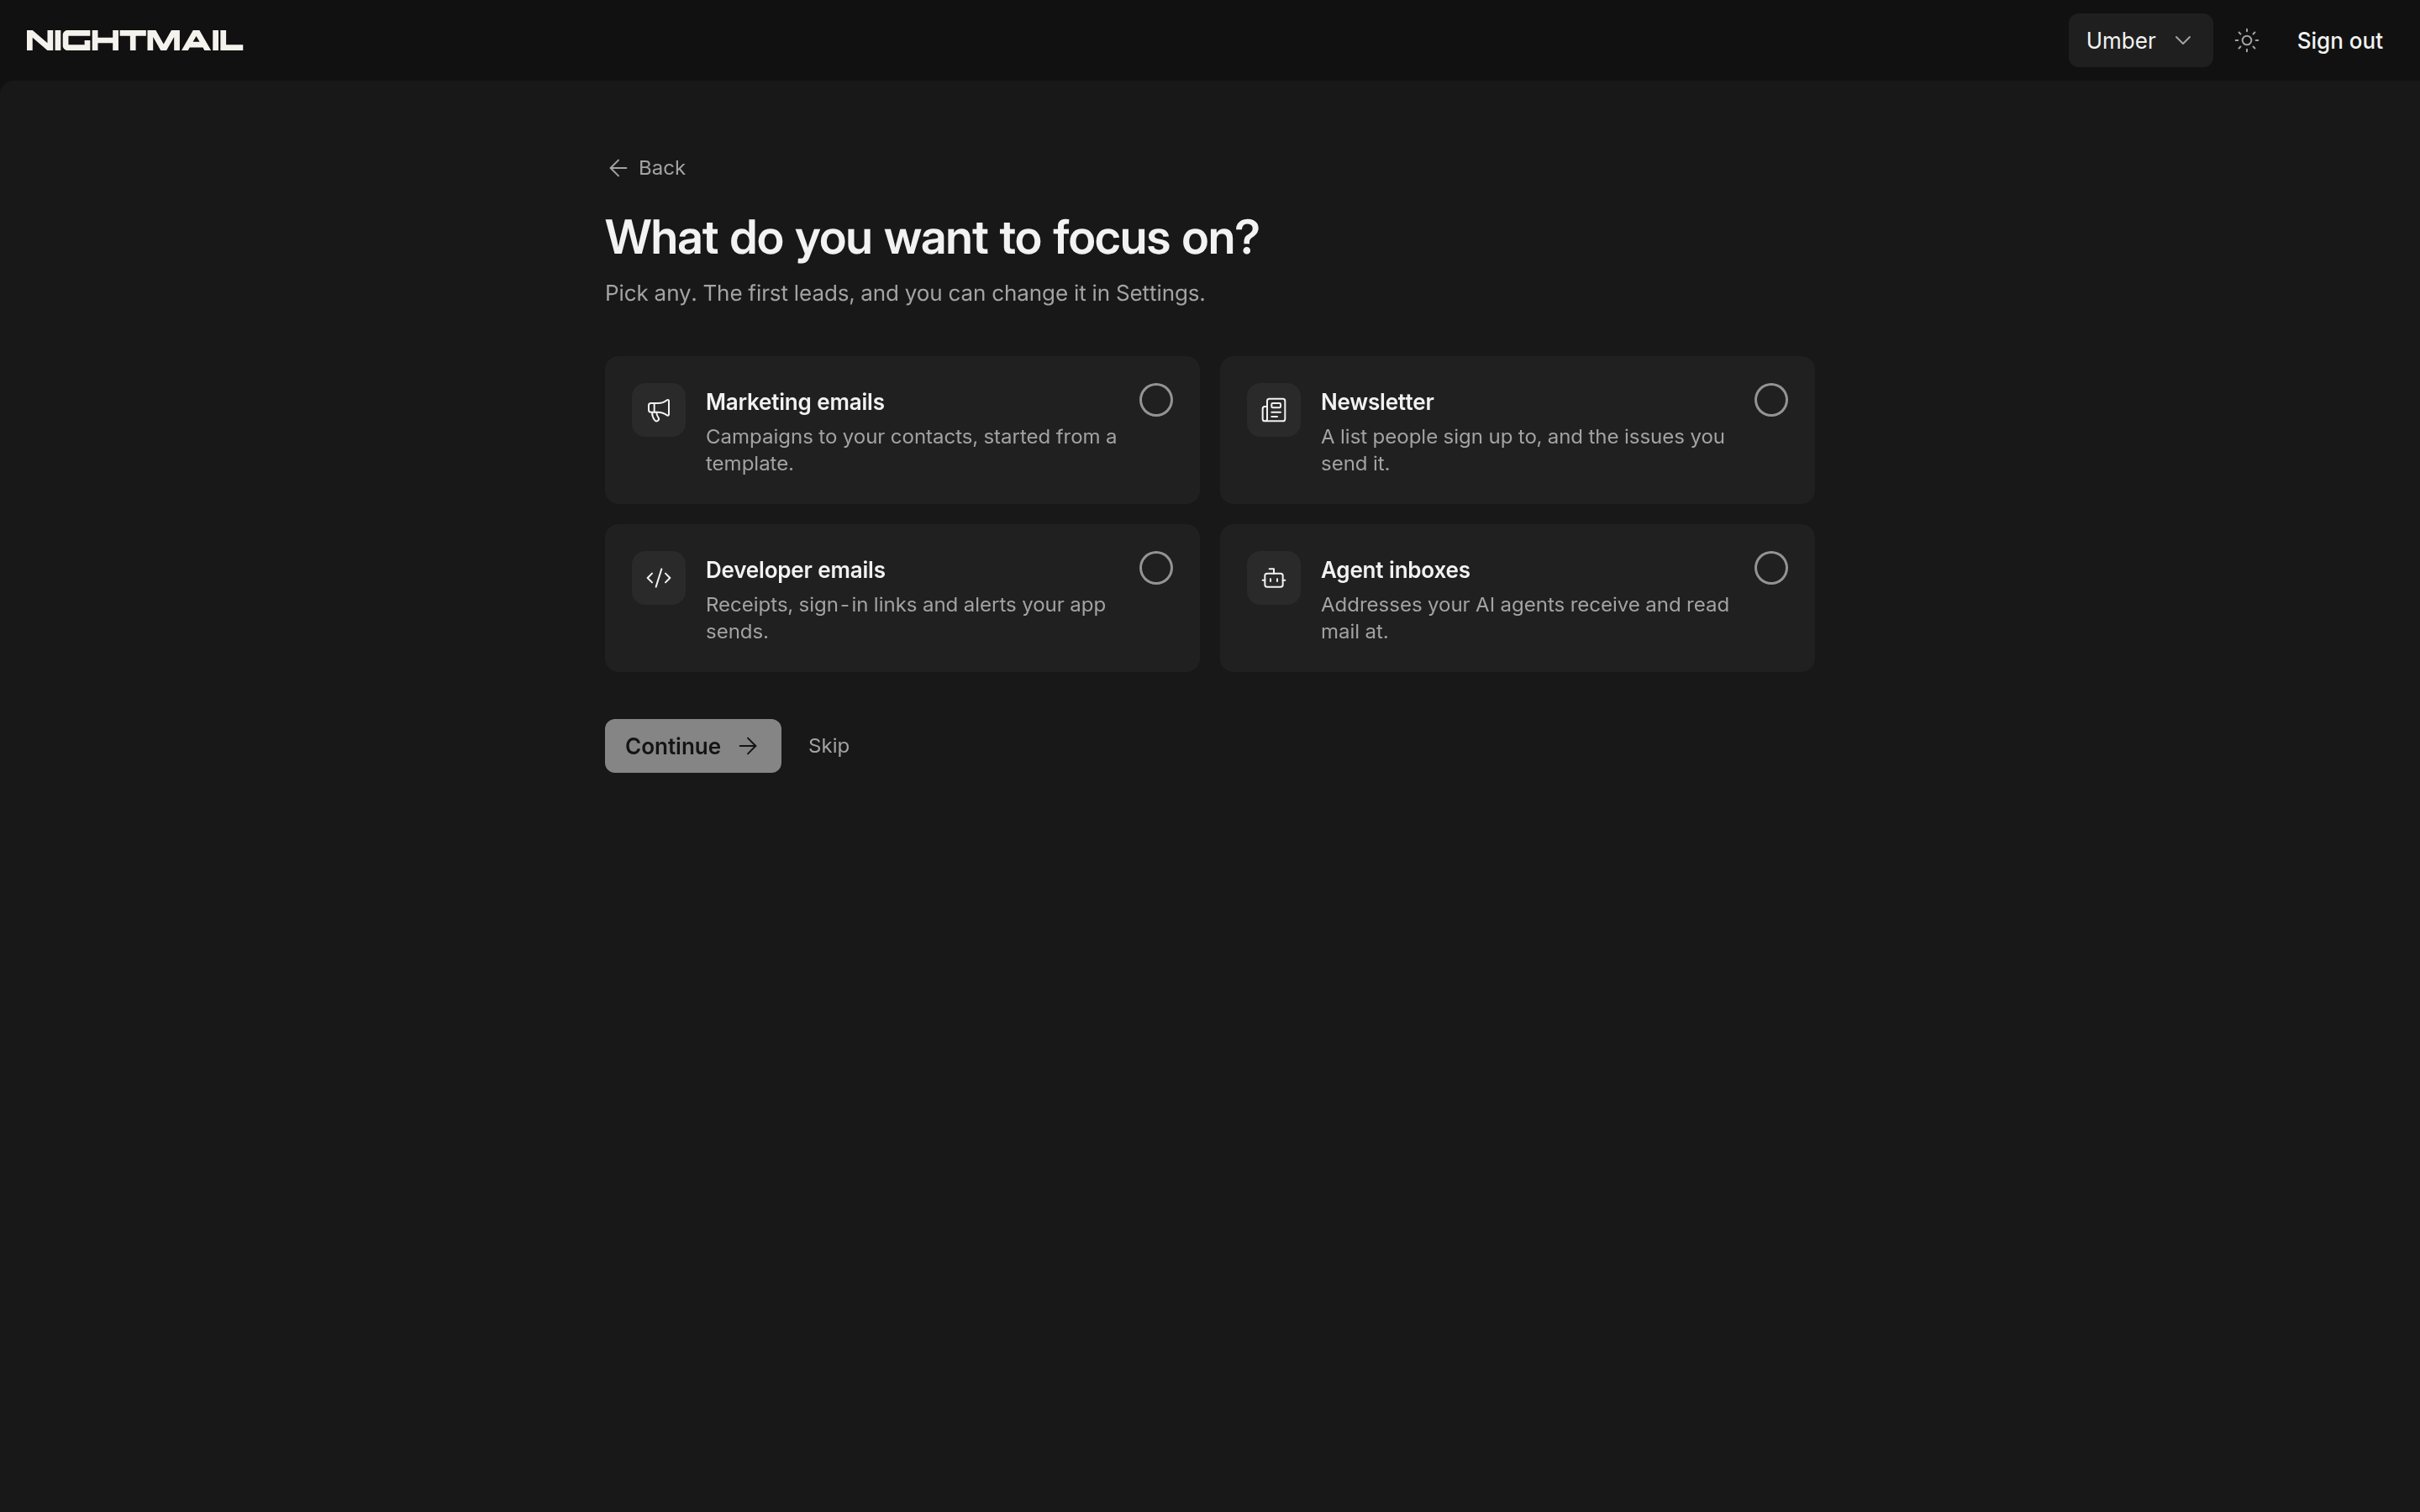 NIGHTMAIL
Umber
Sign out
Back
What do you want to focus on?
Pick any. The first leads, and you can change it in Settings.
Marketing emails
Campaigns to your contacts, started from a
template.
Newsletter
A list people sign up to, and the issues you
send it.
Developer emails
Receipts, sign-in links and alerts your app
sends.
Agent inboxes
Addresses your AI agents receive and read
mail at.
Continue
Skip